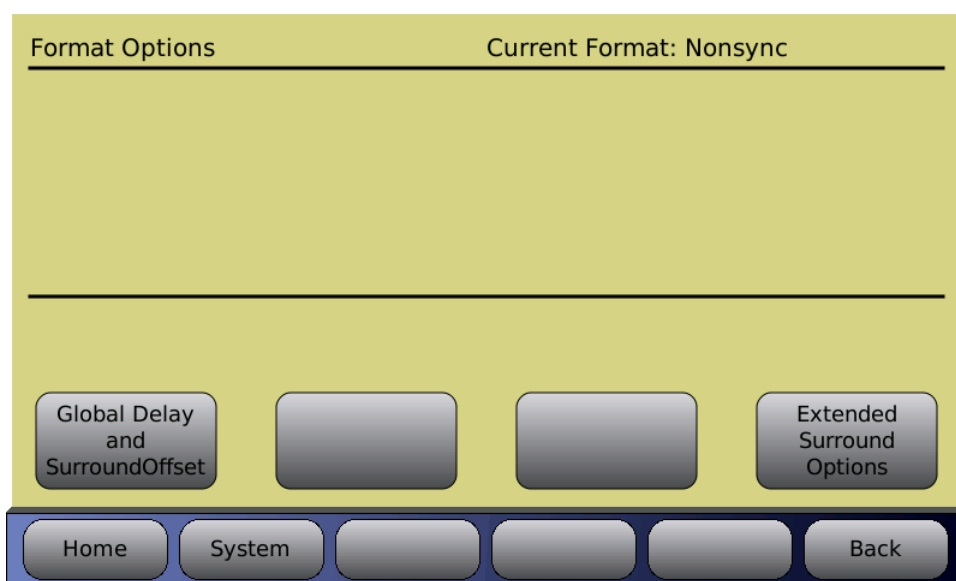 Format Options
Current Format: Nonsync
Global Delay
and
SurroundOffset
Extended
Surround
Options
Home
System
Back